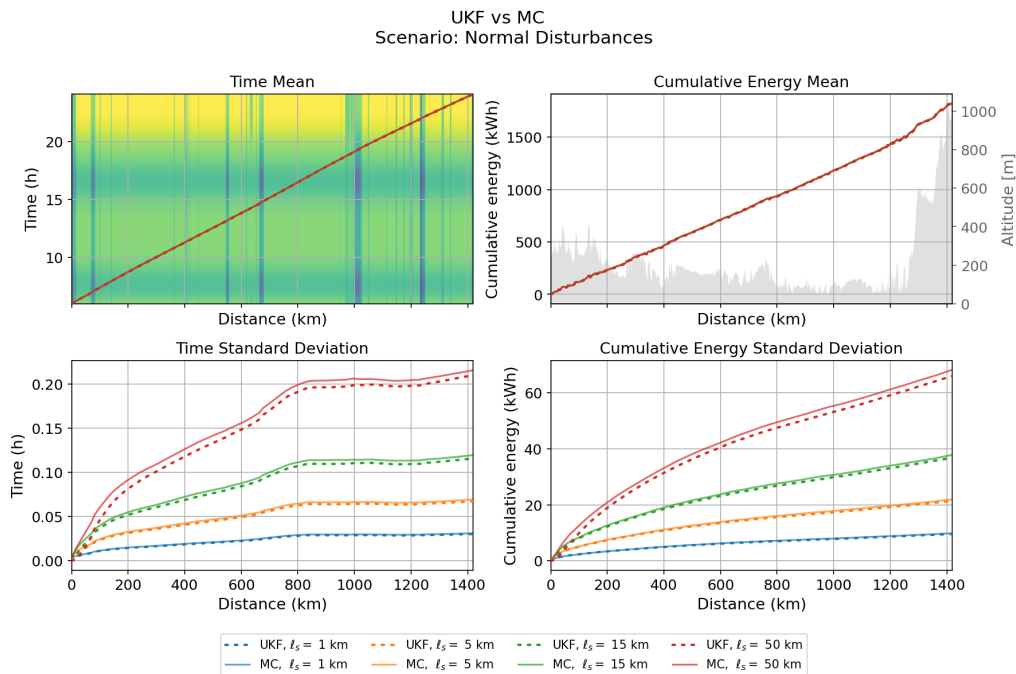 UKF vs MC
Scenario: Normal Disturbances
Time Mean
Time (h)
20
15
10
Distance (km)
Cumulative Energy Mean
Cumulative energy (kWh)
1500
1000
500
0
1000
800
600
400
200
0
Altitude [m]
Distance (km)
Time Standard Deviation
Time (h)
0.20
0.15
0.10
0.05
0.00
0 200 400 600 800 1000 1200 1400
Distance (km)
Cumulative Energy Standard Deviation
Cumulative energy (kWh)
60
40
20
0
0 200 400 600 800 1000 1200 1400
Distance (km)
UKF, ℓs = 1 km UKF, ℓs = 5 km UKF, ℓs = 15 km UKF, ℓs = 50 km
MC, ℓs = 1 km MC, ℓs = 5 km MC, ℓs = 15 km MC, ℓs = 50 km